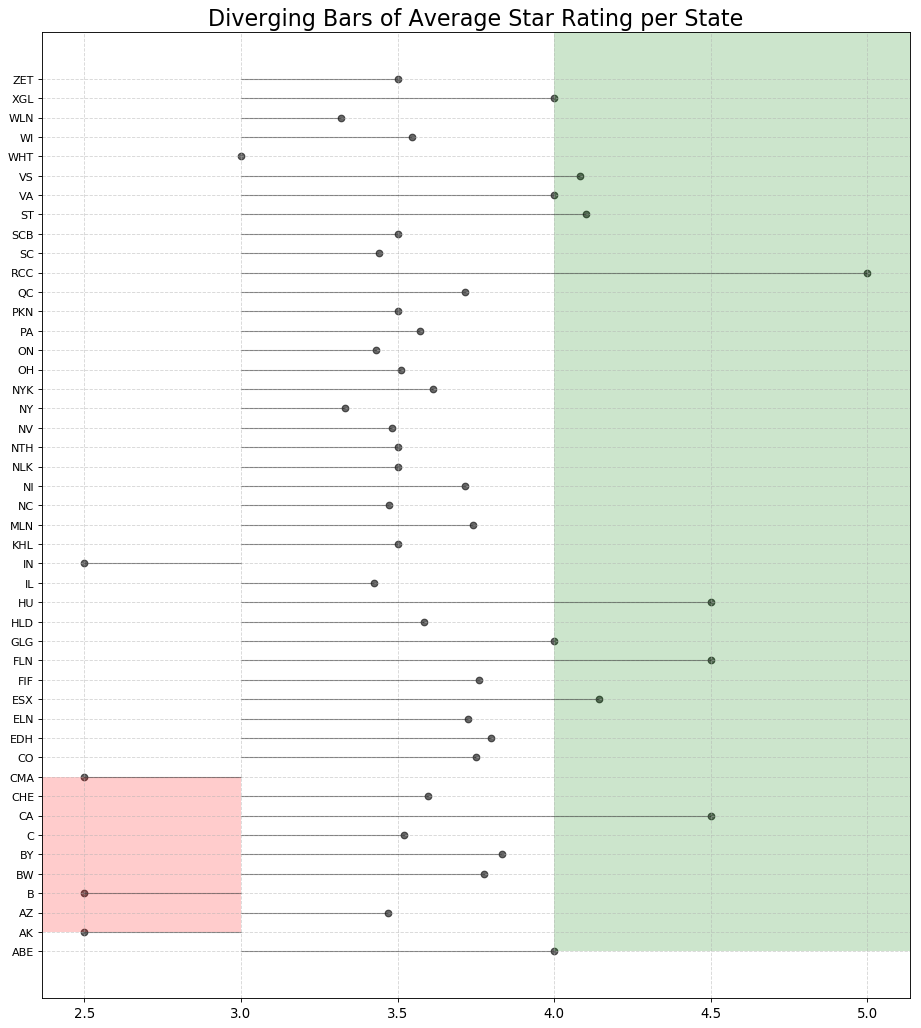 Diverging Bars of Average Star Rating per State
ZET
XGL
WLN
WI
WHT
VS
VA
ST
SCB
SC
RCC
QC
PKN
PA
ON
OH
NYK
NY
NV
NTH
NLK
NI
NC
MLN
KHL
IN
IL
HU
HLD
GLG
FLN
FIF
ESX
ELN
EDH
CO
CMA
CHE
CA
C
BY
BW
B
AZ
AK
ABE
2.5 3.0 3.5 4.0 4.5 5.0